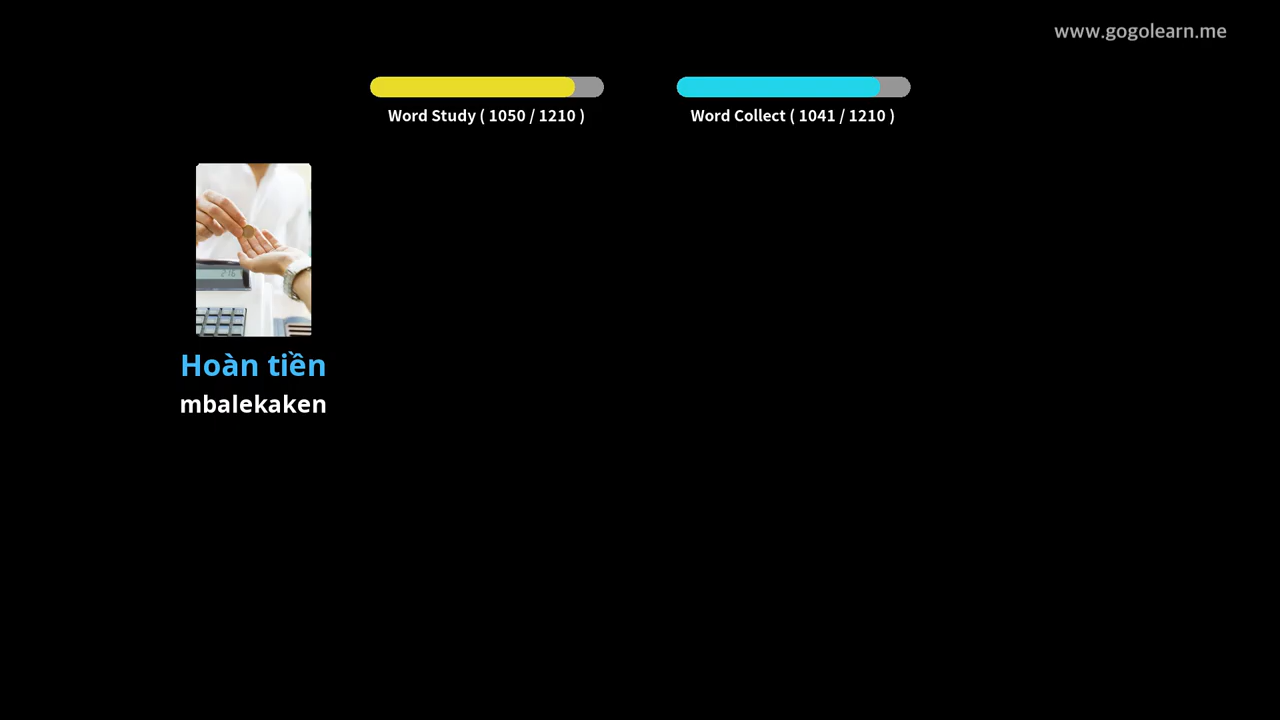 www.gogolearn.me
Word Study ( 1050 / 1210 )
Word Collect ( 1041 / 1210 )
Hoàn tiền
mbalekaken